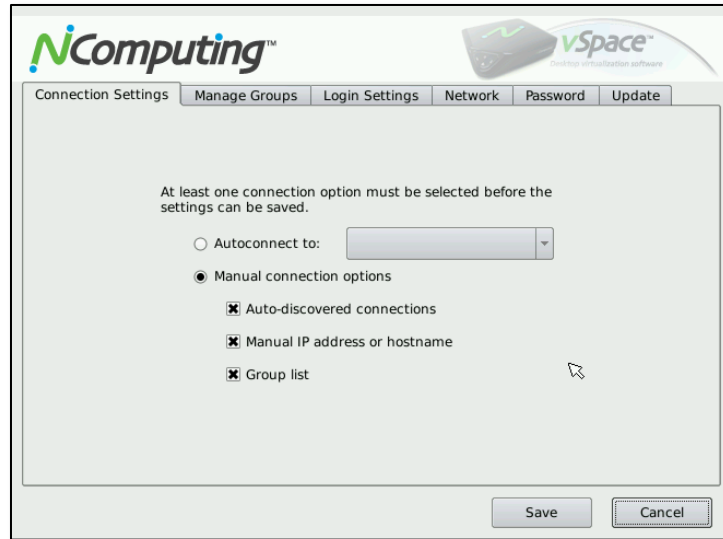 NComputing™
vSpace™
Desktop virtualization software
Connection Settings
Manage Groups
Login Settings
Network
Password
Update
At least one connection option must be selected before the
settings can be saved.
Autoconnect to:
Manual connection options
Auto-discovered connections
Manual IP address or hostname
Group list
Save
Cancel